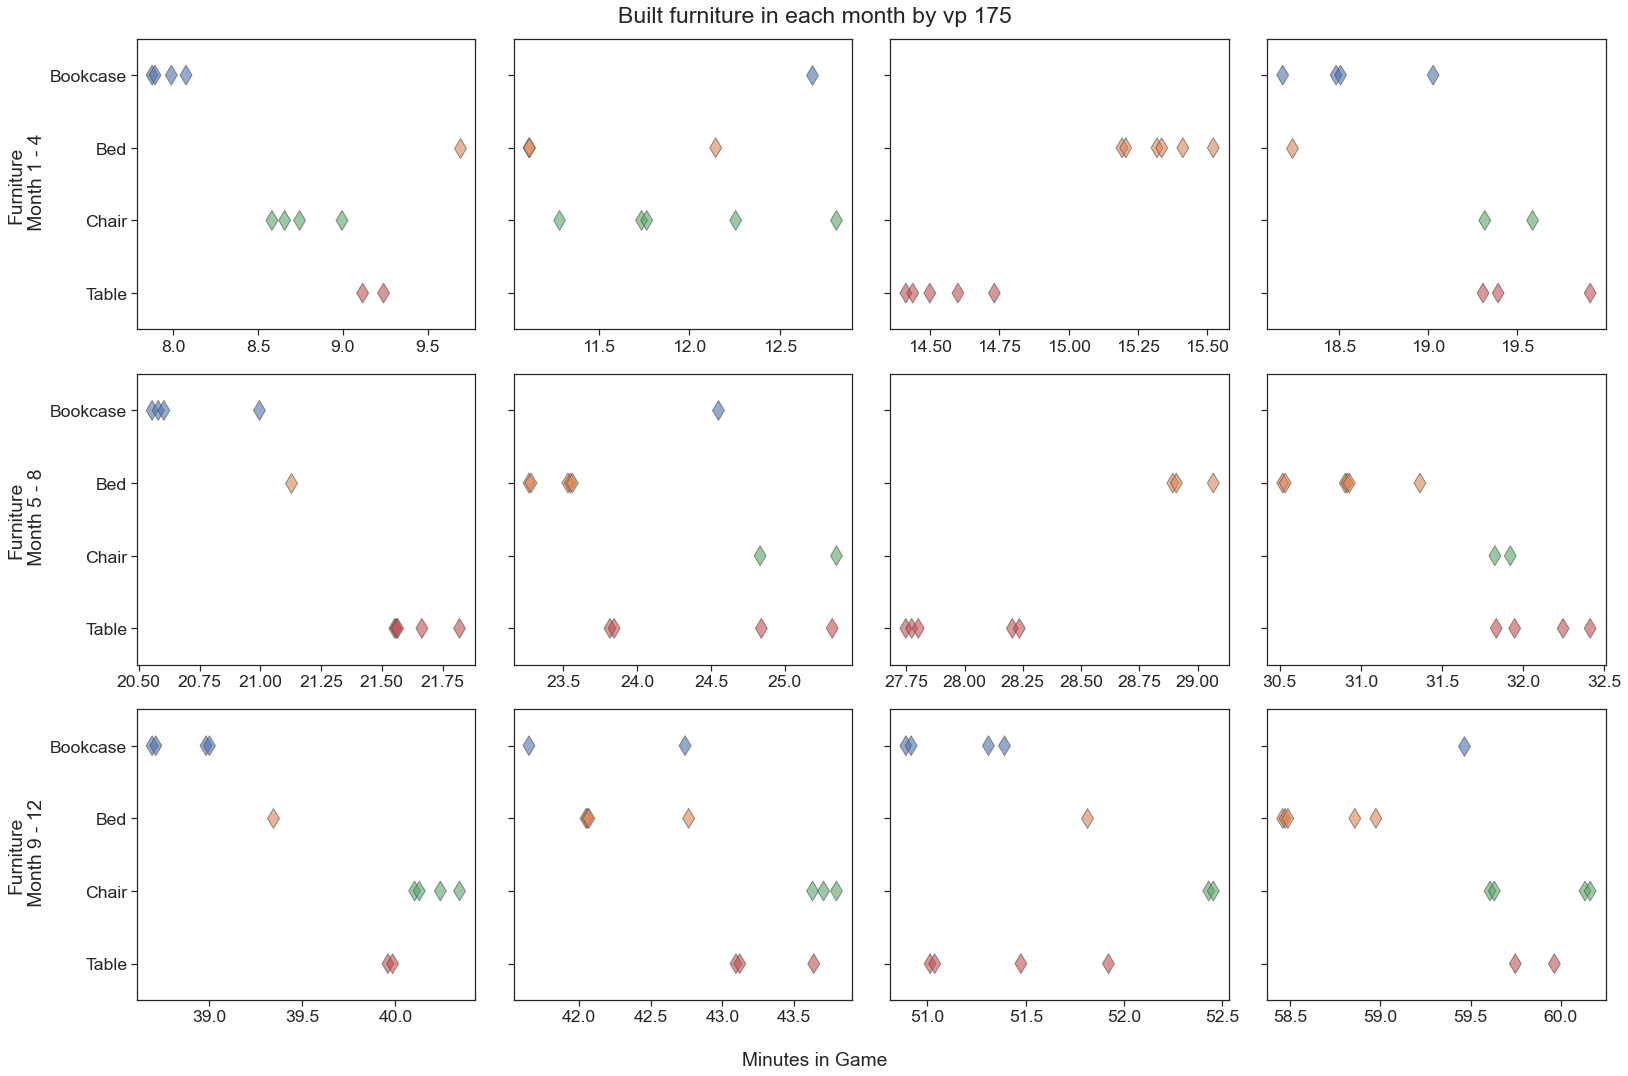 Built furniture in each month by vp 175
Furniture
Month 1 - 4
Bookcase
Bed
Chair
Table
8.0 8.5 9.0 9.5
11.5 12.0 12.5
14.50 14.75 15.00 15.25 15.50
18.5 19.0 19.5
Furniture
Month 5 - 8
Bookcase
Bed
Chair
Table
20.50 20.75 21.00 21.25 21.50 21.75
23.5 24.0 24.5 25.0
27.75 28.00 28.25 28.50 28.75 29.00
30.5 31.0 31.5 32.0 32.5
Furniture
Month 9 - 12
Bookcase
Bed
Chair
Table
39.0 39.5 40.0
42.0 42.5 43.0 43.5
51.0 51.5 52.0 52.5
58.5 59.0 59.5 60.0
Minutes in Game